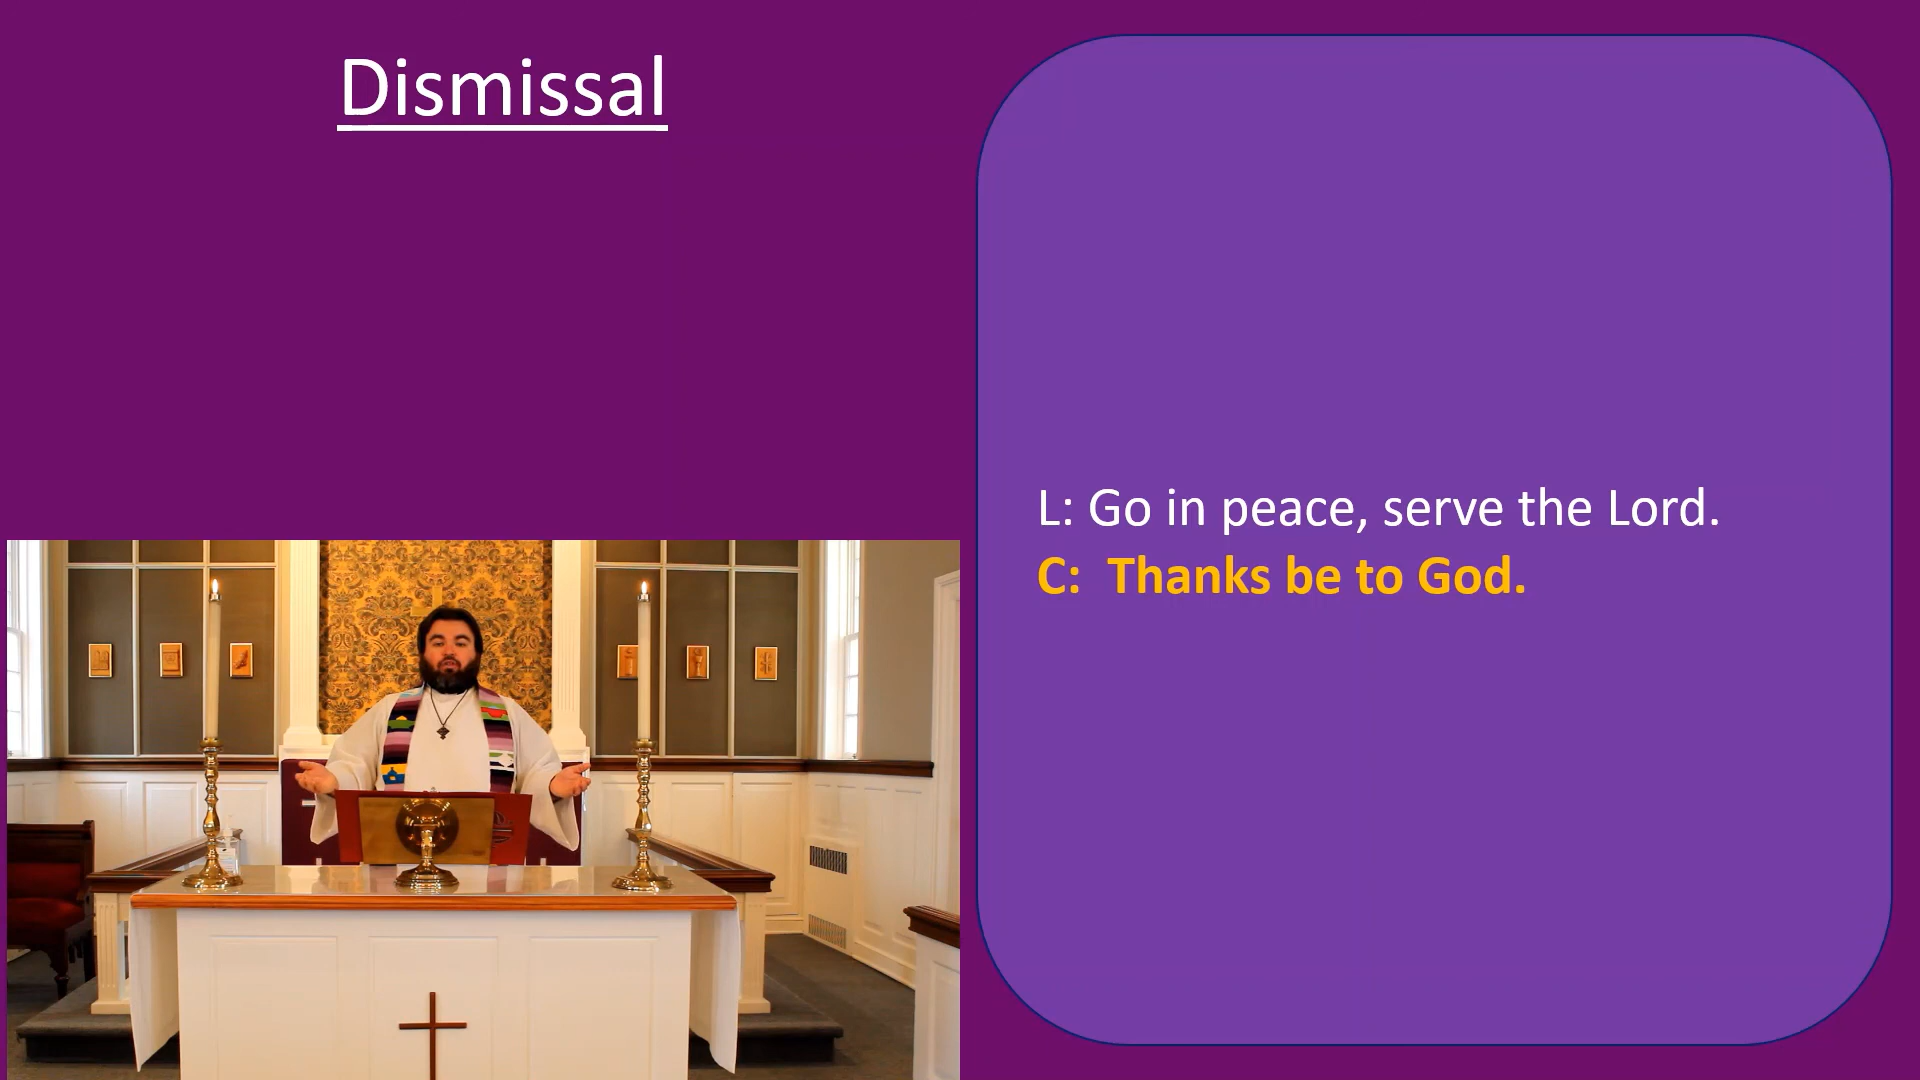 Dismissal
L: Go in peace, serve the Lord.
C: Thanks be to God.